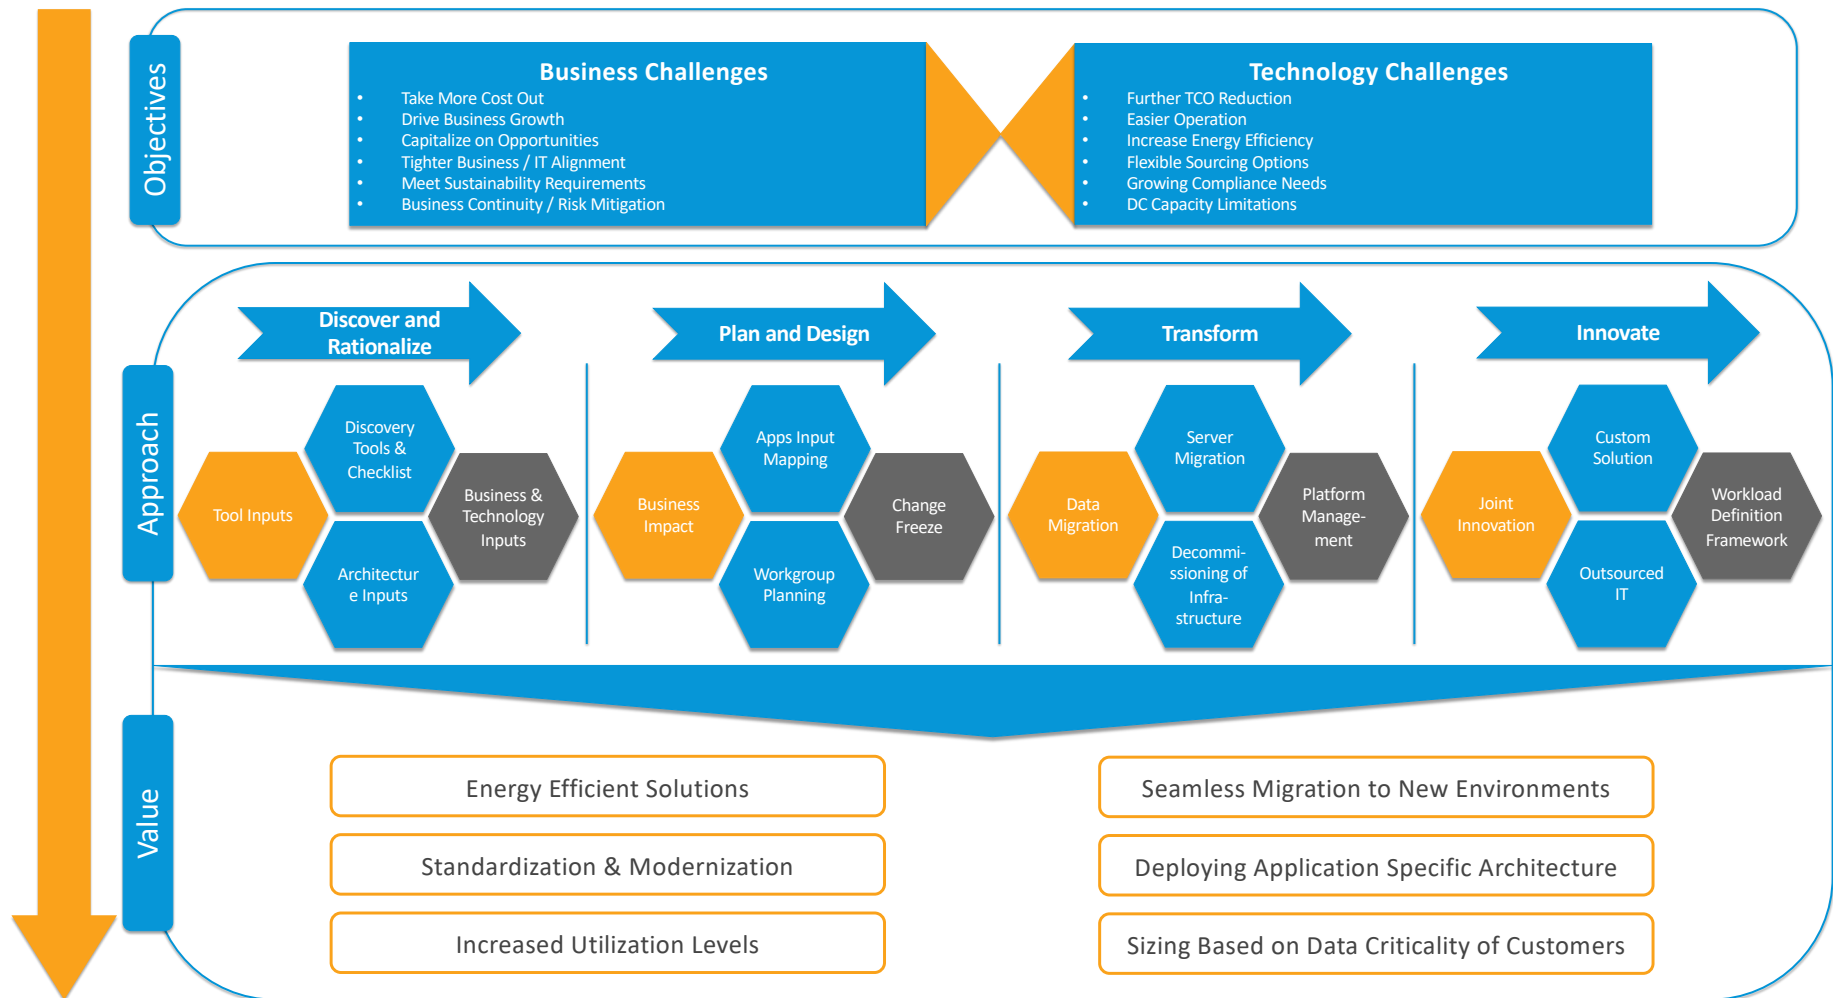 Objectives
Business Challenges
• Take More Cost Out
• Drive Business Growth
• Capitalize on Opportunities
• Tighter Business / IT Alignment
• Meet Sustainability Requirements
• Business Continuity / Risk Mitigation
Technology Challenges
• Further TCO Reduction
• Easier Operation
• Increase Energy Efficiency
• Flexible Sourcing Options
• Growing Compliance Needs
• DC Capacity Limitations
Approach
Discover and
Rationalize
Tool Inputs
Discovery
Tools &
Checklist
Architectur
e Inputs
Business &
Technology
Inputs
Plan and Design
Business
Impact
Apps Input
Mapping
Workgroup
Planning
Change
Freeze
Transform
Data
Migration
Server
Migration
Decommi-
ssioning of
Infra-
structure
Platform
Manage-
ment
Innovate
Joint
Innovation
Custom
Solution
Outsourced
IT
Workload
Definition
Framework
Value
Energy Efficient Solutions
Standardization & Modernization
Increased Utilization Levels
Seamless Migration to New Environments
Deploying Application Specific Architecture
Sizing Based on Data Criticality of Customers